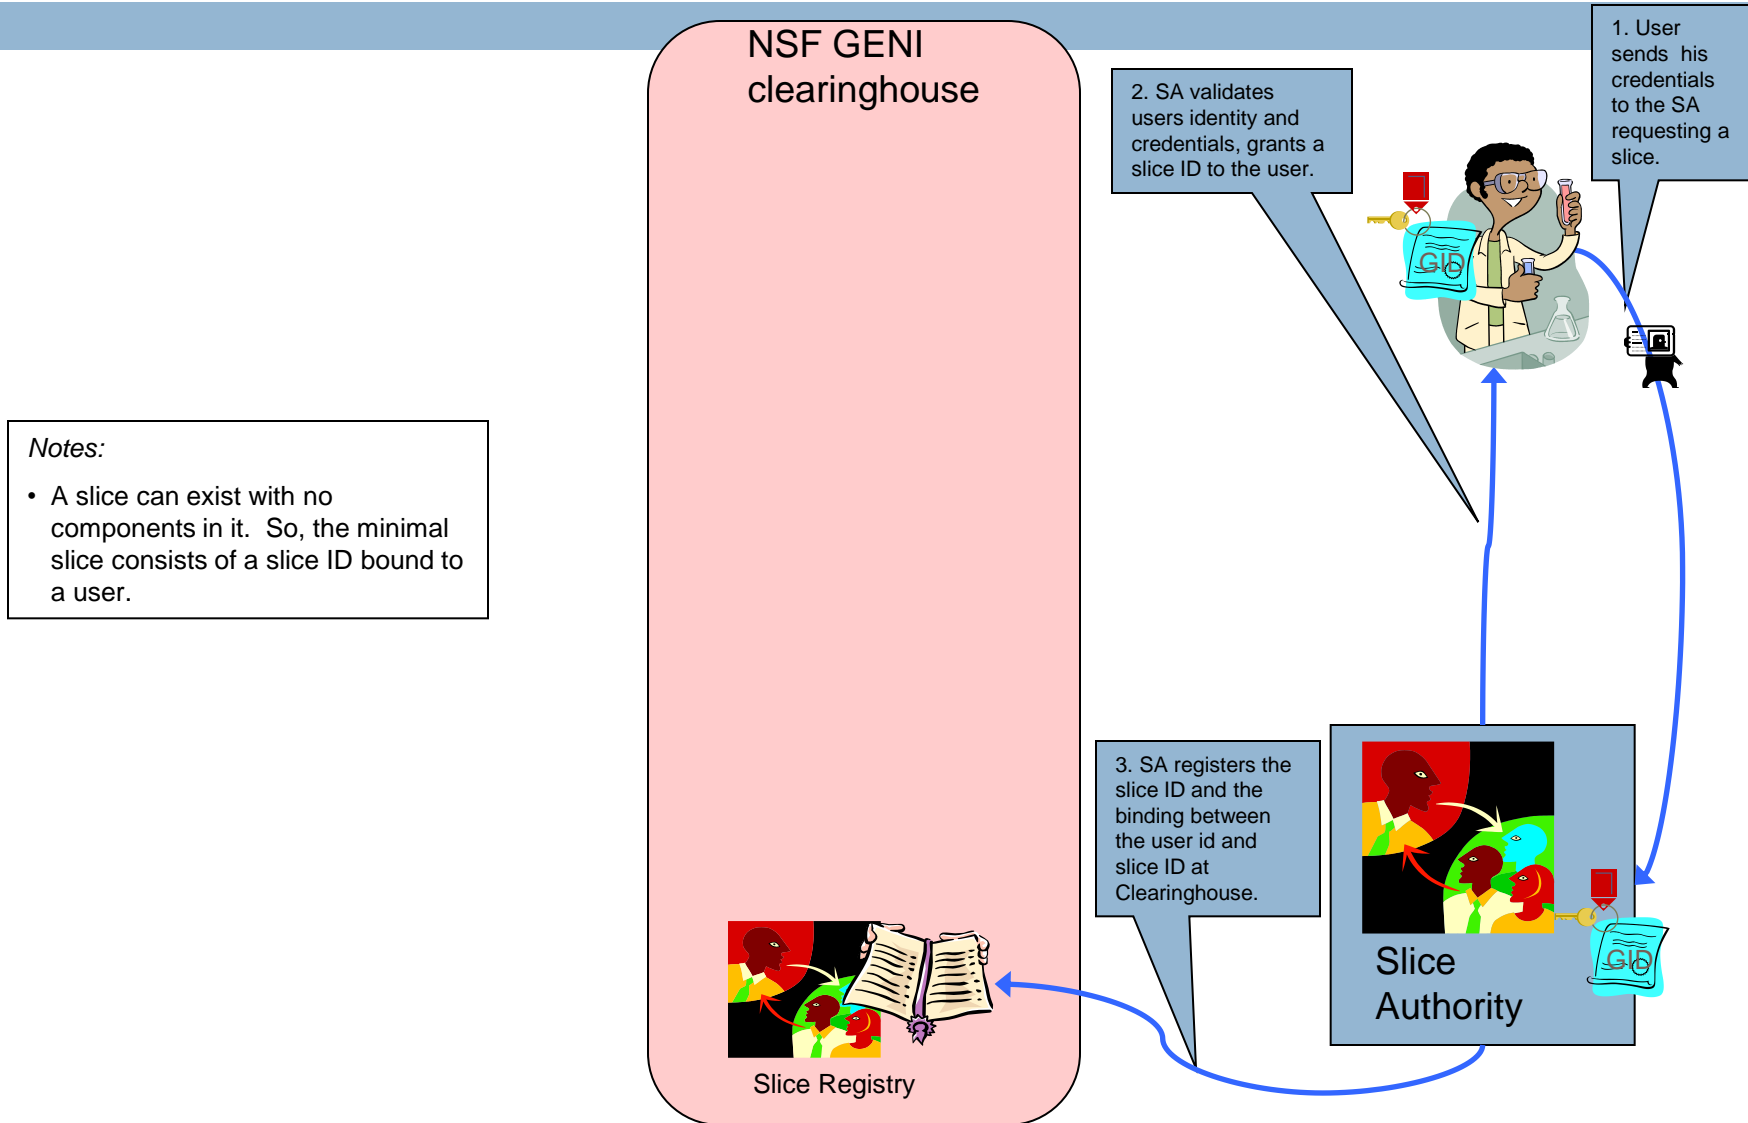 NSF GENI
clearinghouse
1. User
sends  his
credentials
to the SA
requesting a
slice.
2. SA validates
users identity and
credentials, grants a
slice ID to the user.
GID
Notes:
• A slice can exist with no
components in it.  So, the minimal
slice consists of a slice ID bound to
a user.
3. SA registers the
slice ID and the
binding between
the user id and
slice ID at
Clearinghouse.
GID
Slice
Authority
Slice Registry